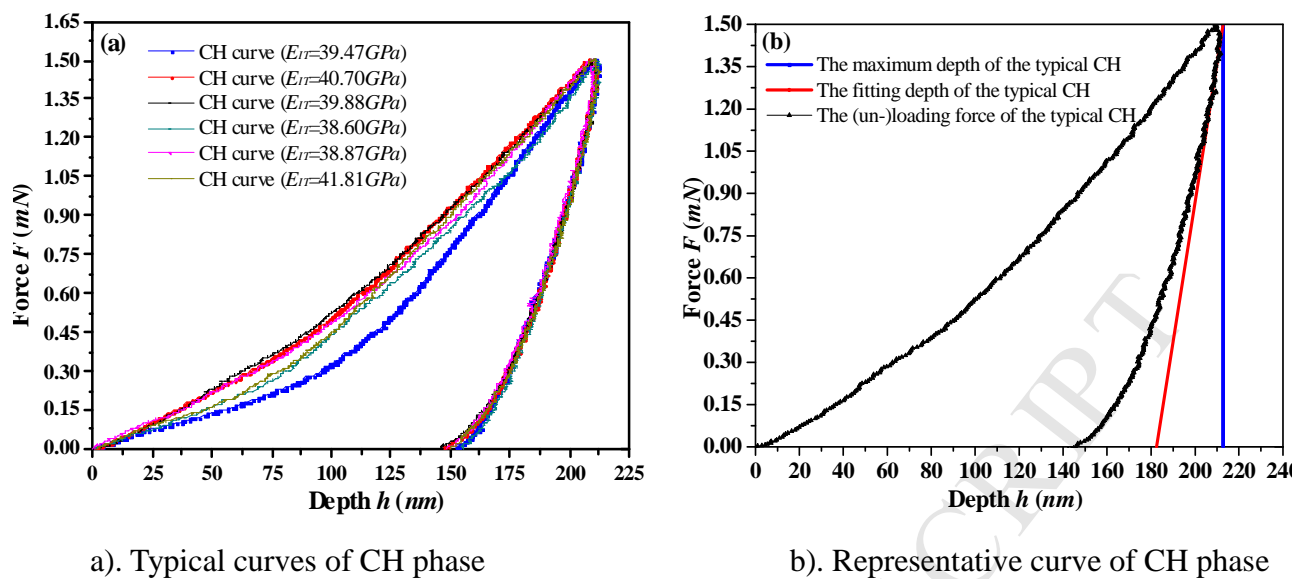 (a)
CH curve (EIT=39.47GPa)
CH curve (EIT=40.70GPa)
CH curve (EIT=39.88GPa)
CH curve (EIT=38.60GPa)
CH curve (EIT=38.87GPa)
CH curve (EIT=41.81GPa)
1.65
1.50
1.35
1.20
1.05
0.90
0.75
0.60
0.45
0.30
0.15
0.00
Force F (mN)
0 25 50 75 100 125 150 175 200 225
Depth h (nm)
a). Typical curves of CH phase
(b)
The maximum depth of the typical CH
The fitting depth of the typical CH
The (un-)loading force of the typical CH
1.50
1.35
1.20
1.05
0.90
0.75
0.60
0.45
0.30
0.15
0.00
Force F (mN)
0 20 40 60 80 100 120 140 160 180 200 220 240
Depth h (nm)
b). Representative curve of CH phase
CRIPT